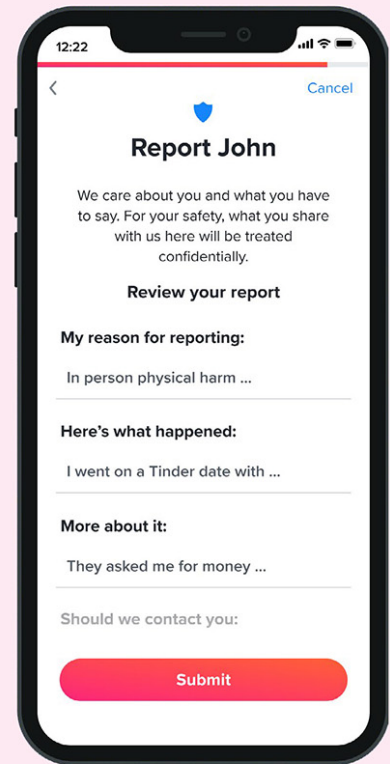 12:22
Cancel
Report John
We care about you and what you have
to say. For your safety, what you share
with us here will be treated
confidentially.
Review your report
My reason for reporting:
In person physical harm ...
Here’s what happened:
I went on a Tinder date with ...
More about it:
They asked me for money ...
Should we contact you:
Submit